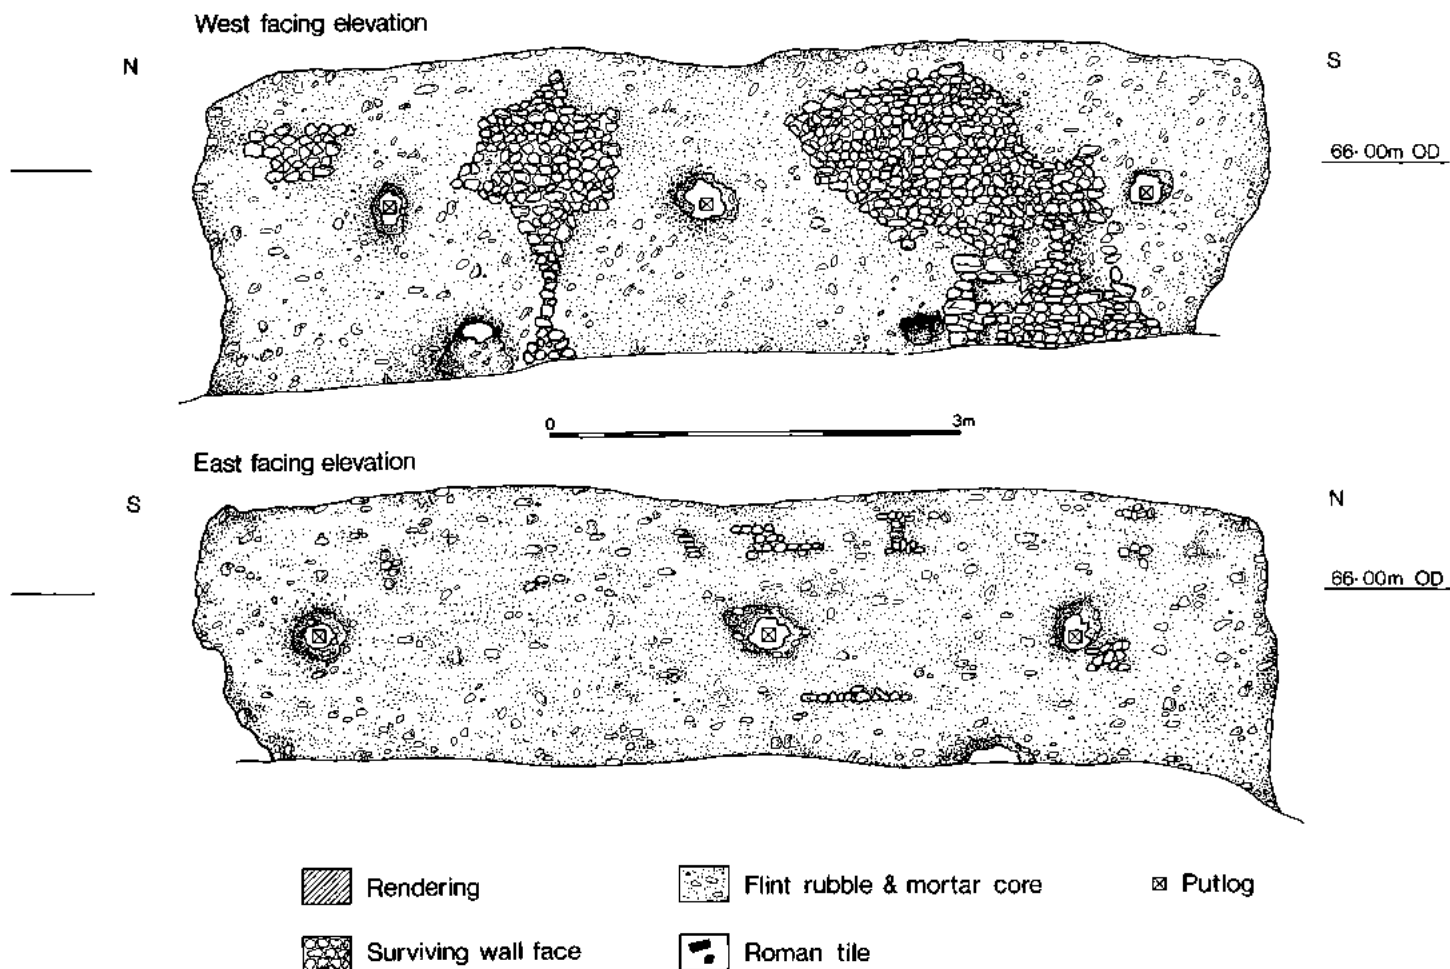 West facing elevation
N
S
66·00m OD
0
3m
East facing elevation
S
N
66·00m OD
Rendering
Flint rubble & mortar core
Putlog
Surviving wall face
Roman tile